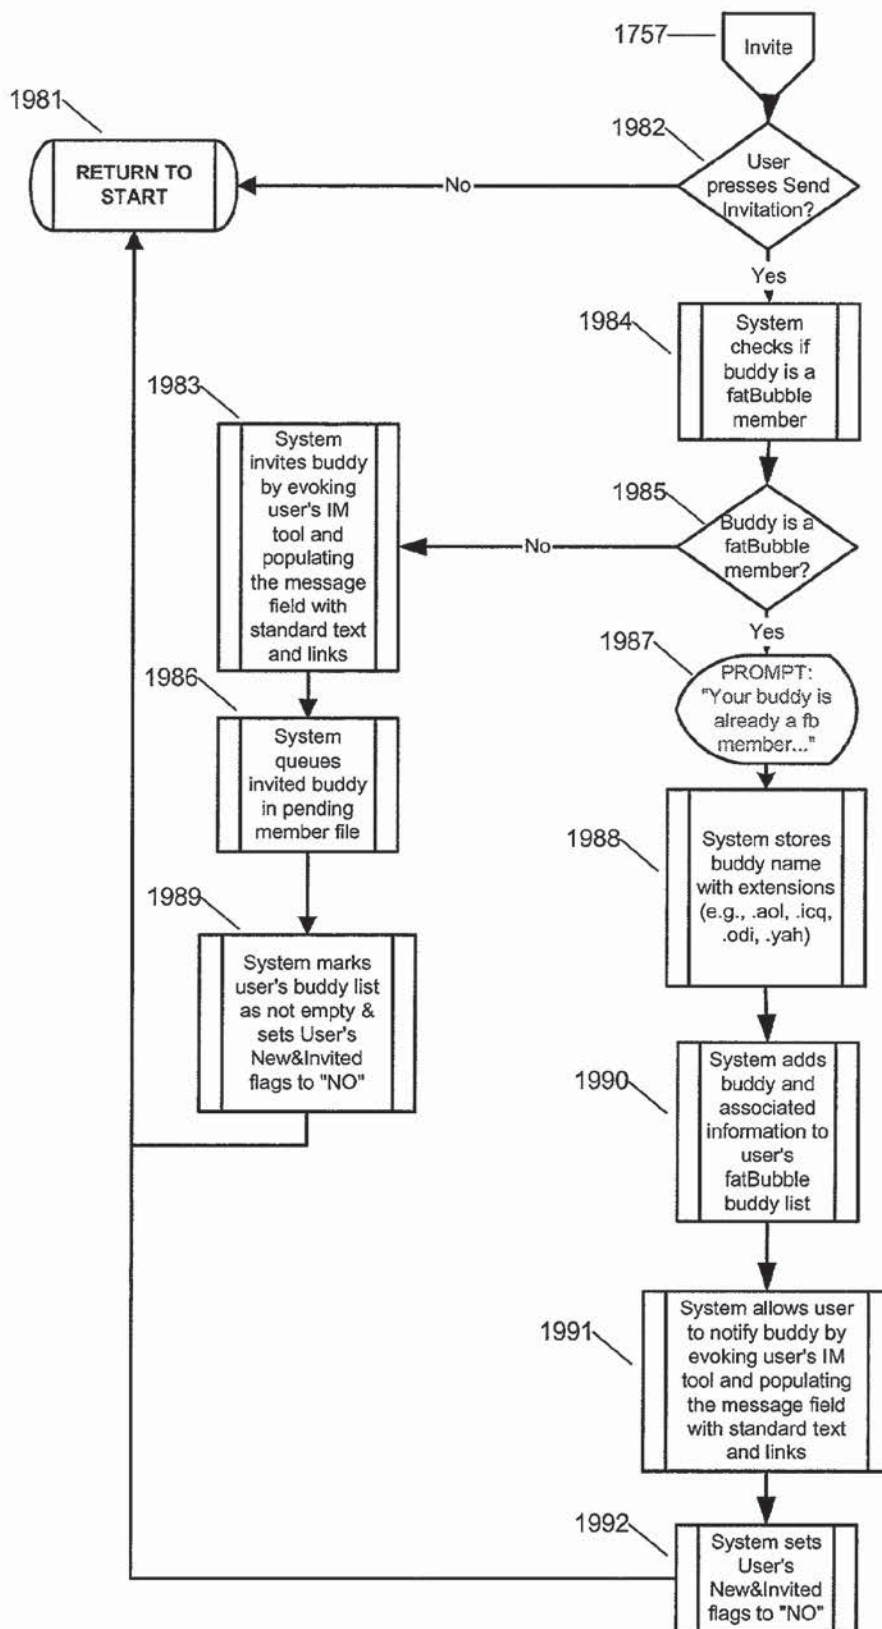 1757
Invite
1981
RETURN TO
START
1982
User
presses Send
Invitation?
No
Yes
1984
System
checks if
buddy is a
fatBubble
member
1983
System
invites buddy
by evoking
user's IM
tool and
populating
the message
field with
standard text
and links
1985
Buddy is a
fatBubble
member?
No
Yes
1987
PROMPT:
"Your buddy is
already a fb
member..."
1986
System
queues
invited buddy
in pending
member file
1988
System stores
buddy name
with extensions
(e.g., .aol, .icq,
.odi, .yah)
1989
System marks
user's buddy list
as not empty &
sets User's
New&Invited
flags to "NO"
1990
System adds
buddy and
associated
information to
user's
fatBubble
buddy list
1991
System allows user
to notify buddy by
evoking user's IM
tool and populating
the message field
with standard text
and links
1992
System sets
User's
New&Invited
flags to "NO"